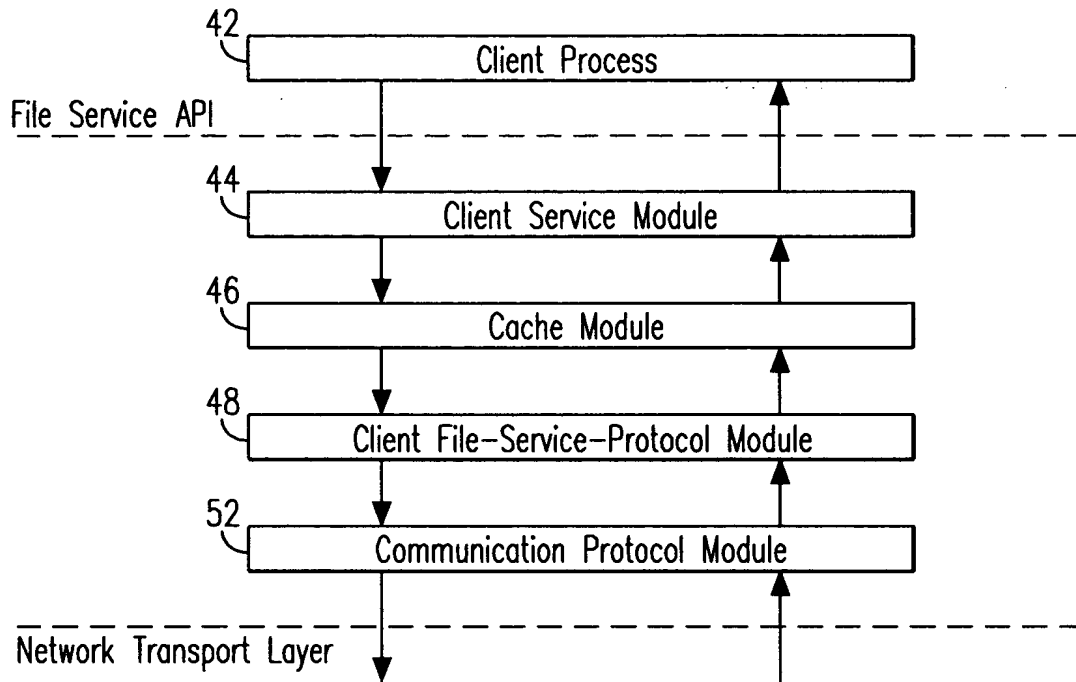 42
Client Process
File Service API
44
Client Service Module
46
Cache Module
48
Client File-Service-Protocol Module
52
Communication Protocol Module
Network Transport Layer